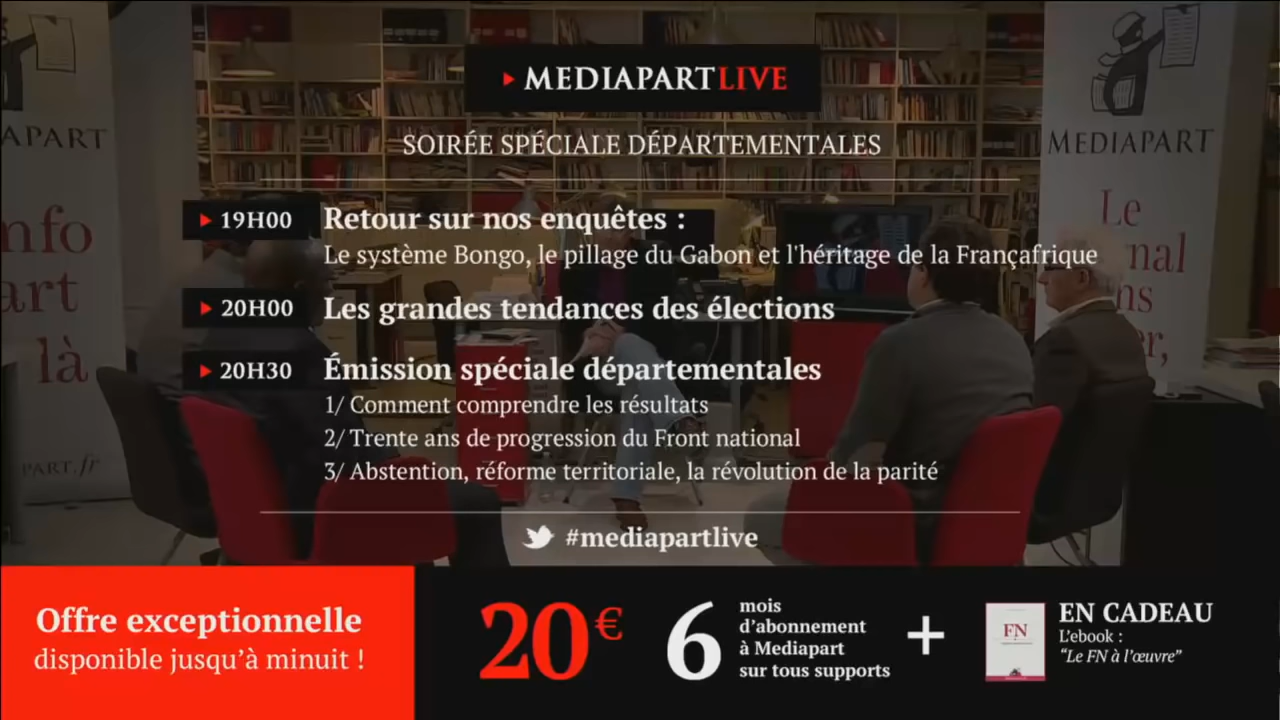 MEDIAPARTLIVE
SOIRÉE SPÉCIALE DÉPARTEMENTALES
19H00 Retour sur nos enquêtes :
Le système Bongo, le pillage du Gabon et l'héritage de la Françafrique
20H00 Les grandes tendances des élections
20H30 Émission spéciale départementales
1/ Comment comprendre les résultats
2/ Trente ans de progression du Front national
3/ Abstention, réforme territoriale, la révolution de la parité
#mediapartlive
Offre exceptionnelle
disponible jusqu'à minuit !
20€
6 mois
d'abonnement
à Mediapart
sur tous supports
+
FN
EN CADEAU
L'ebook :
"Le FN à l'œuvre"
MEDIAPART
Le
là